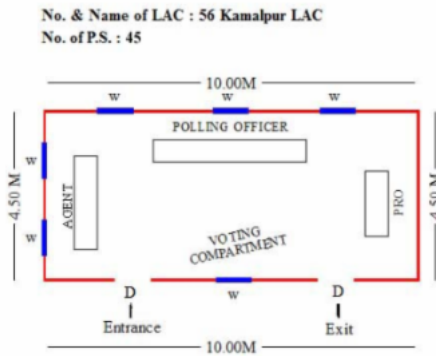 No. & Name of LAC : 56 Kamalpur LAC
No. of P.S. : 45
10.00M
W W W
POLLING OFFICER
W
4.50 M
AGENT
PRO
4.50 M
W
VOTING
COMPARTMENT
D W D
Entrance Exit
10.00M